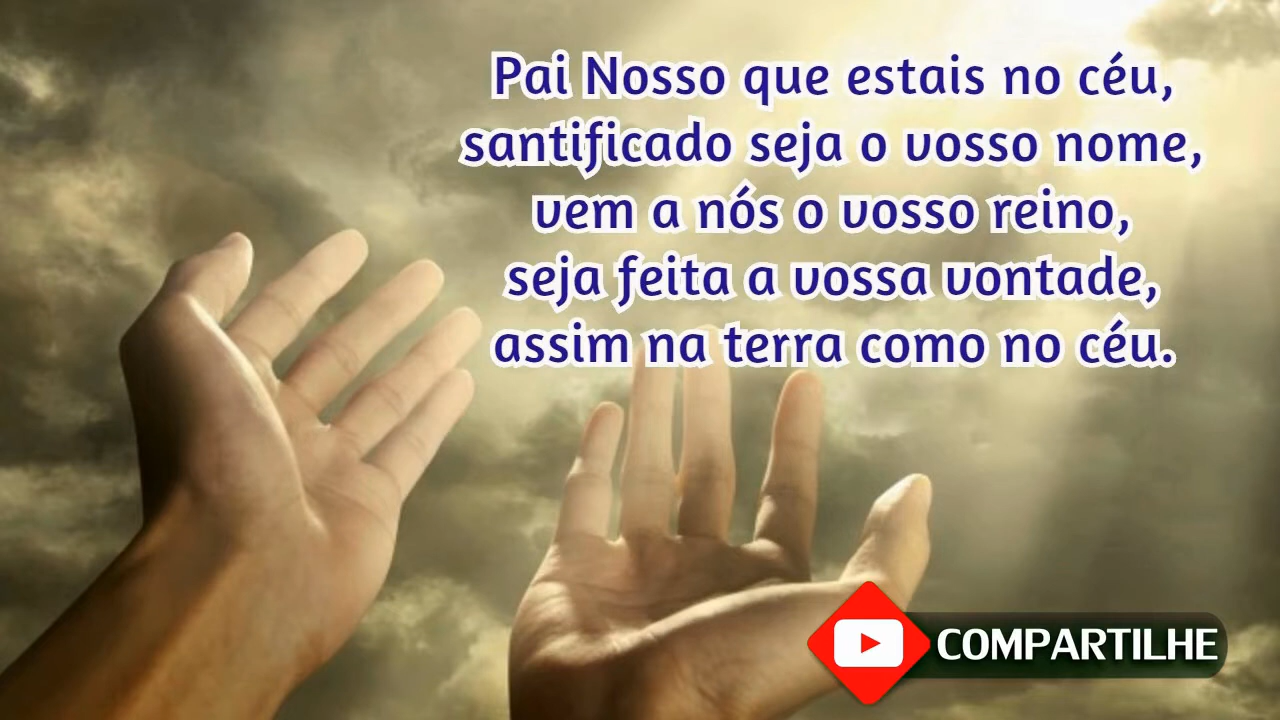 Pai Nosso que estais no céu,
santificado seja o vosso nome,
vem a nós o vosso reino,
seja feita a vossa vontade,
assim na terra como no céu.
COMPARTILHE